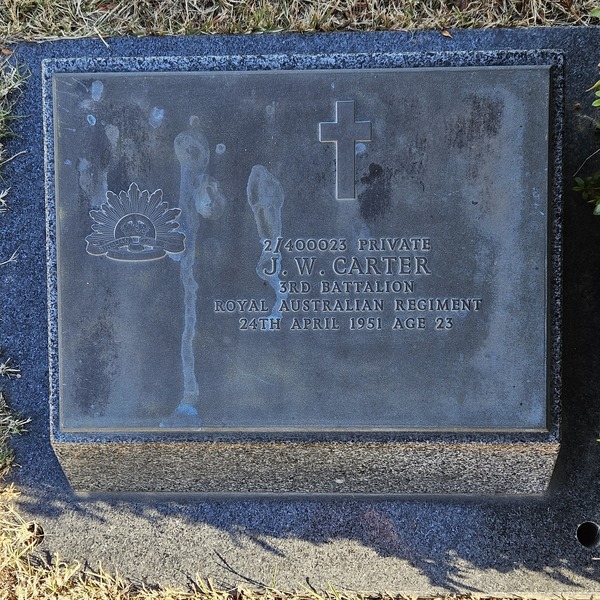 2/400023 PRIVATE
J. W. CARTER
3RD BATTALION
ROYAL AUSTRALIAN REGIMENT
24TH APRIL 1951 AGE 23